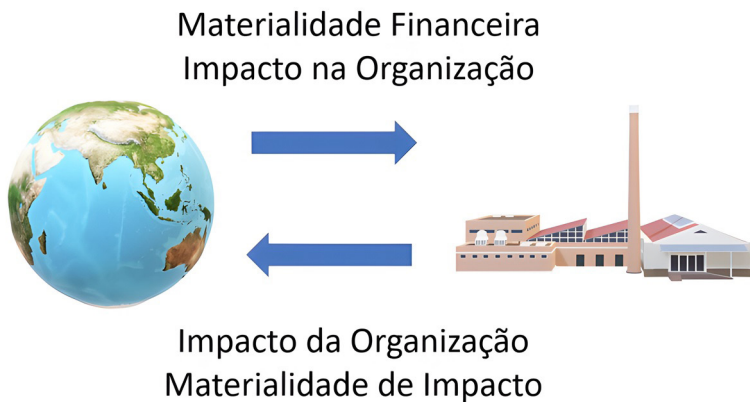 Materialidade Financeira
Impacto na Organização
Impacto da Organização
Materialidade de Impacto